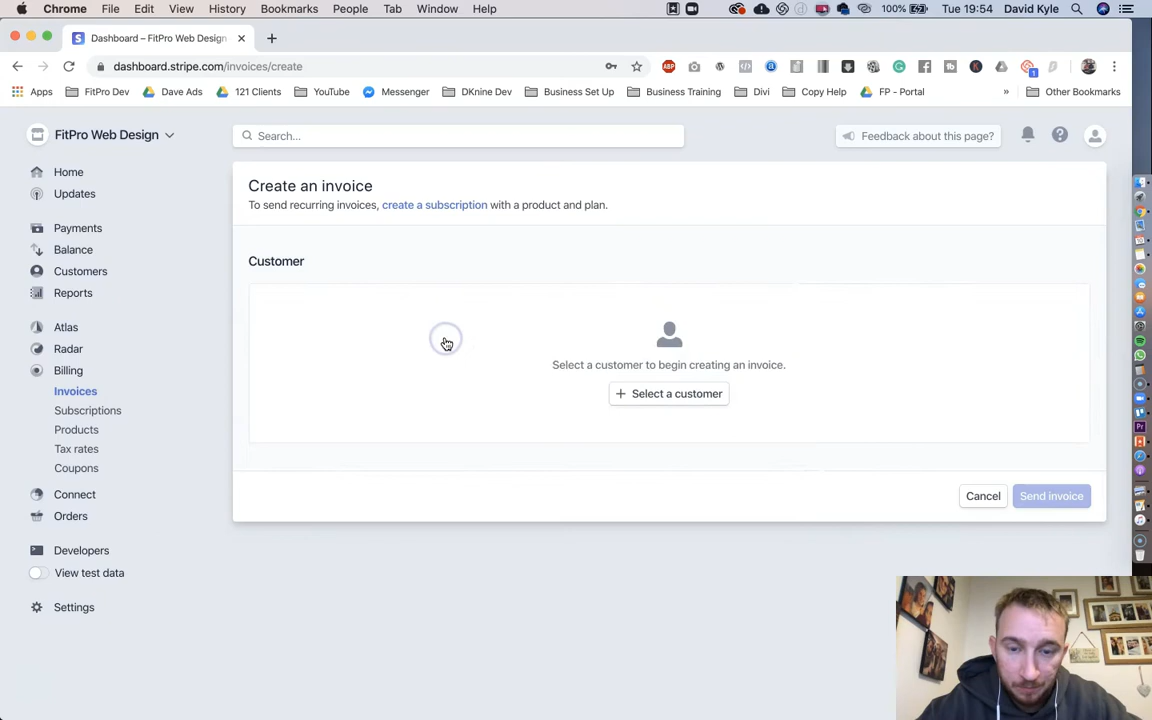 Chrome File Edit View History Bookmarks People Tab Window Help 100% Tue 19:54 David Kyle
Dashboard – FitPro Web Design
dashboard.stripe.com/invoices/create
Apps FitPro Dev Dave Ads 121 Clients YouTube Messenger DKnine Dev Business Set Up Business Training Divi Copy Help FP - Portal » Other Bookmarks
FitPro Web Design
Search...
Feedback about this page?
Home
Updates
Payments
Balance
Customers
Reports
Atlas
Radar
Billing
Invoices
Subscriptions
Products
Tax rates
Coupons
Connect
Orders
Developers
View test data
Settings
Create an invoice
To send recurring invoices, create a subscription with a product and plan.
Customer
Select a customer to begin creating an invoice.
+ Select a customer
Cancel
Send invoice